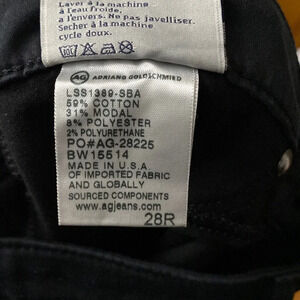 Laver à la machine
à l'eau froide,
à l'envers. Ne pas javelliser.
Sécher à la machine
cycle doux.
AG ADRIANO GOLDSCHMIED
LSS1389-SBA
59% COTTON
31% MODAL
8% POLYESTER
2% POLYURETHANE
PO#AG-28225
BW15514
MADE IN U.S.A
OF IMPORTED FABRIC
AND GLOBALLY
SOURCED COMPONENTS
www.agjeans.com
28R